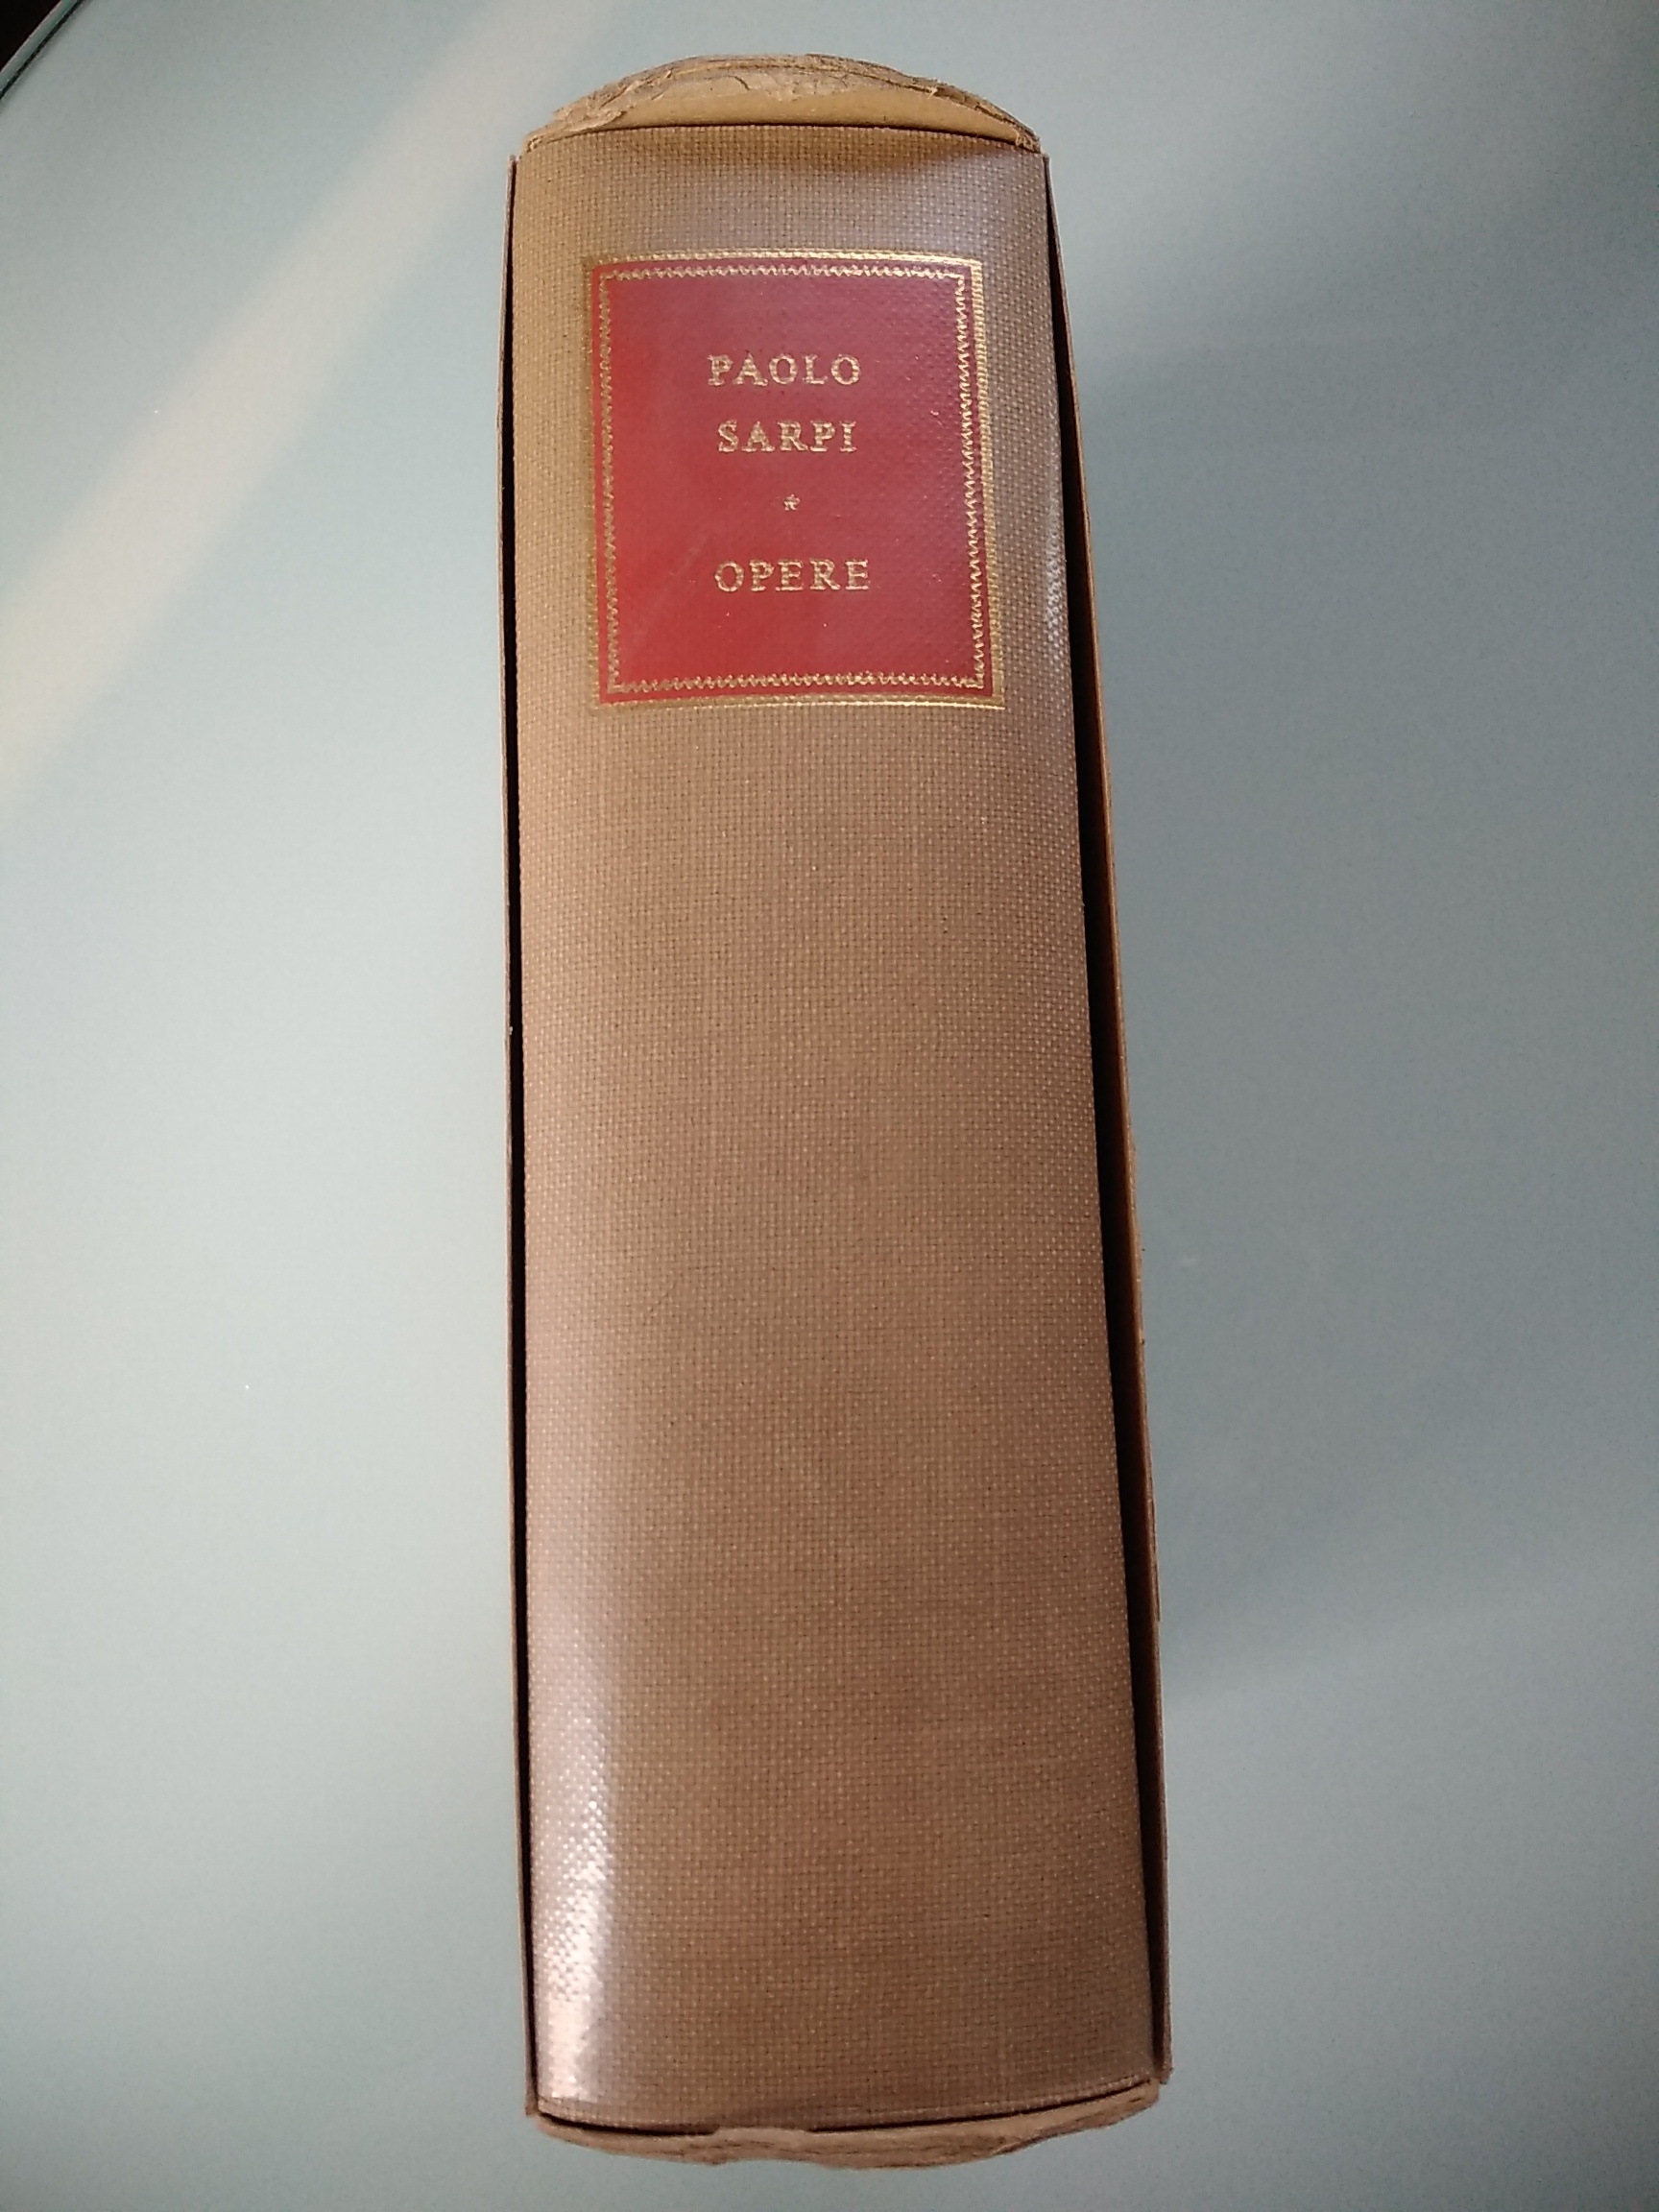 PAOLO
SARPI
*
OPERE